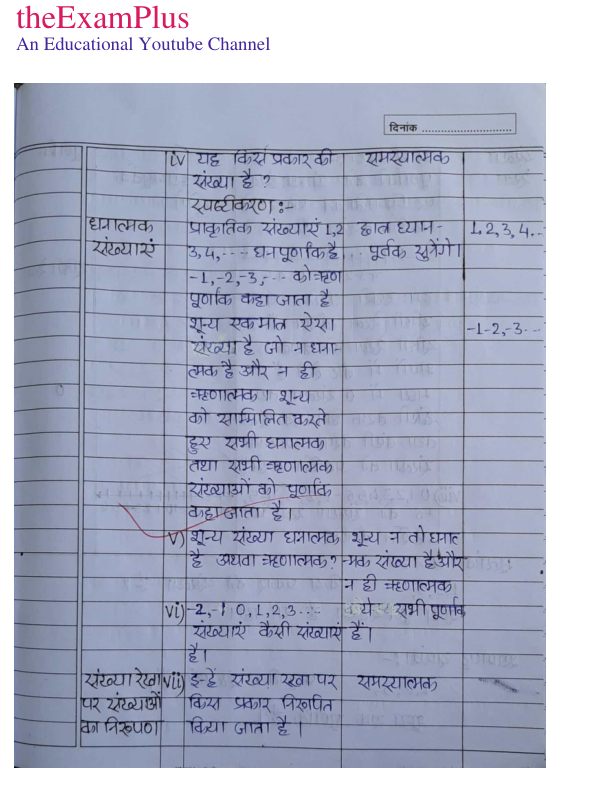 theExamPlus
An Educational Youtube Channel
दिनांक ............................
iv यह किस प्रकार की समस्यात्मक
संख्या है ?
स्पष्टीकरण :-
धनात्मक प्राकृतिक संख्याएं 1,2 छात्र ध्यान- 1,2,3,4..
संख्याएं 3,4,---- धनपूर्णांक है... पूर्वक सुनेंगे।
-1,-2,-3,--- को ऋण
पूर्णांक कहा जाता है
शून्य एकमात्र ऐसा -1-2,-3---
संख्या है जो न धना-
त्मक है और न ही
ऋणात्मक। शून्य
को सामिलित करते
हुए सभी धनात्मक
तथा सभी ऋणात्मक
संख्याओं को पूर्णांक
कहा जाता है।
v) शून्य संख्या धनात्मक शून्य न तो धनात
है अथवा ऋणात्मक? -मक संख्या है और
न ही ऋणात्मक
vi) -2,-1 0,1,2,3--- ये सभी पूर्णांक
संख्याएं कैसी संख्याएं हैं।
है।
संख्या रेखा vii) इन्हें संख्या रखा पर समस्यात्मक
पर संख्याओं किस प्रकार निरूपित
का निरूपण किया जाता है।